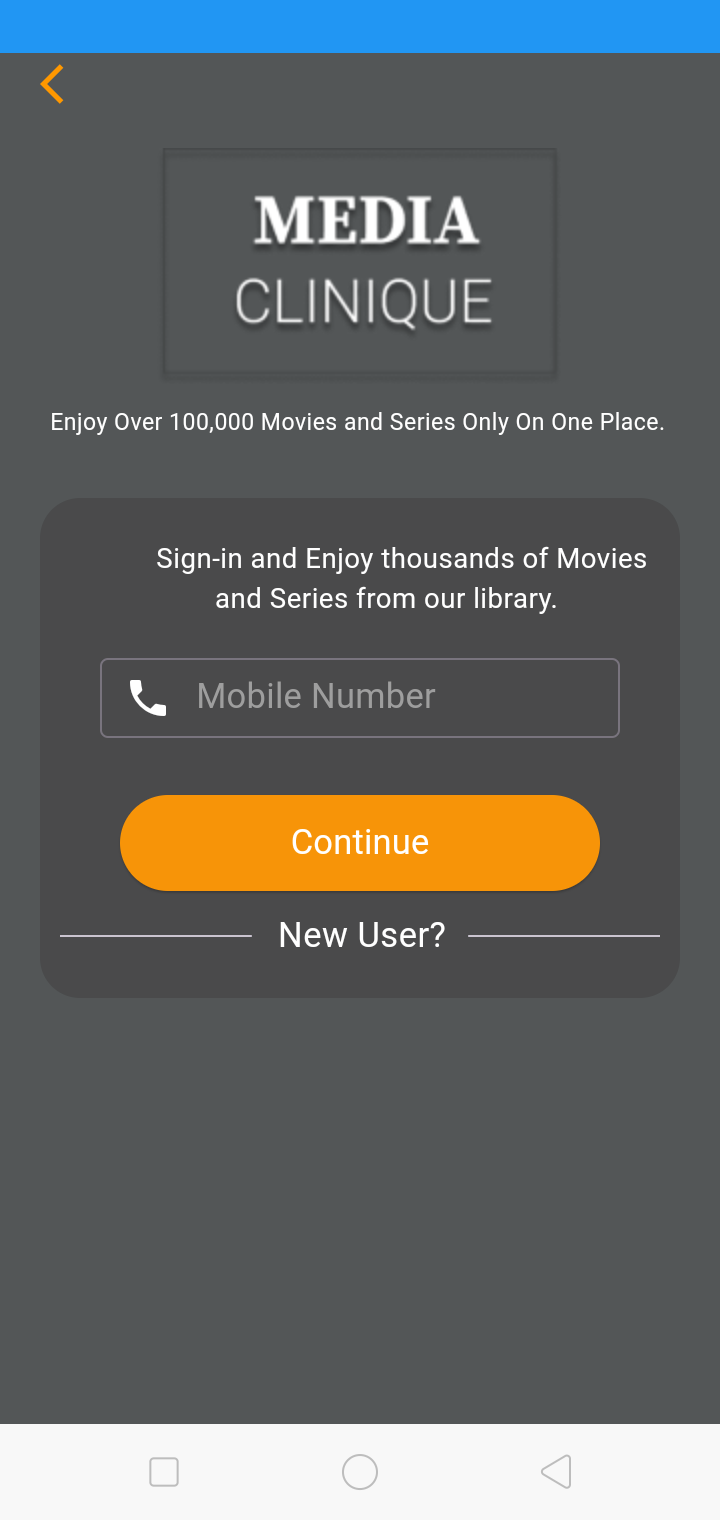 MEDIA
CLINIQUE
Enjoy Over 100,000 Movies and Series Only On One Place.
Sign-in and Enjoy thousands of Movies
and Series from our library.
Mobile Number
Continue
New User?